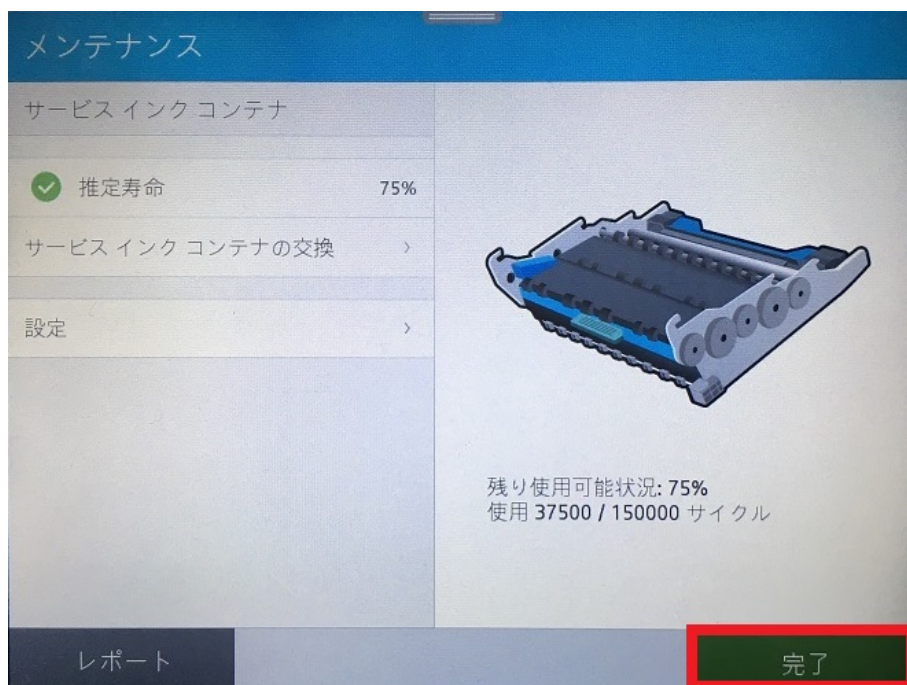 メンテナンス
サービス インク コンテナ
推定寿命 75%
サービス インク コンテナの交換 >
設定 >
残り使用可能状況: 75%
使用 37500 / 150000 サイクル
レポート
完了